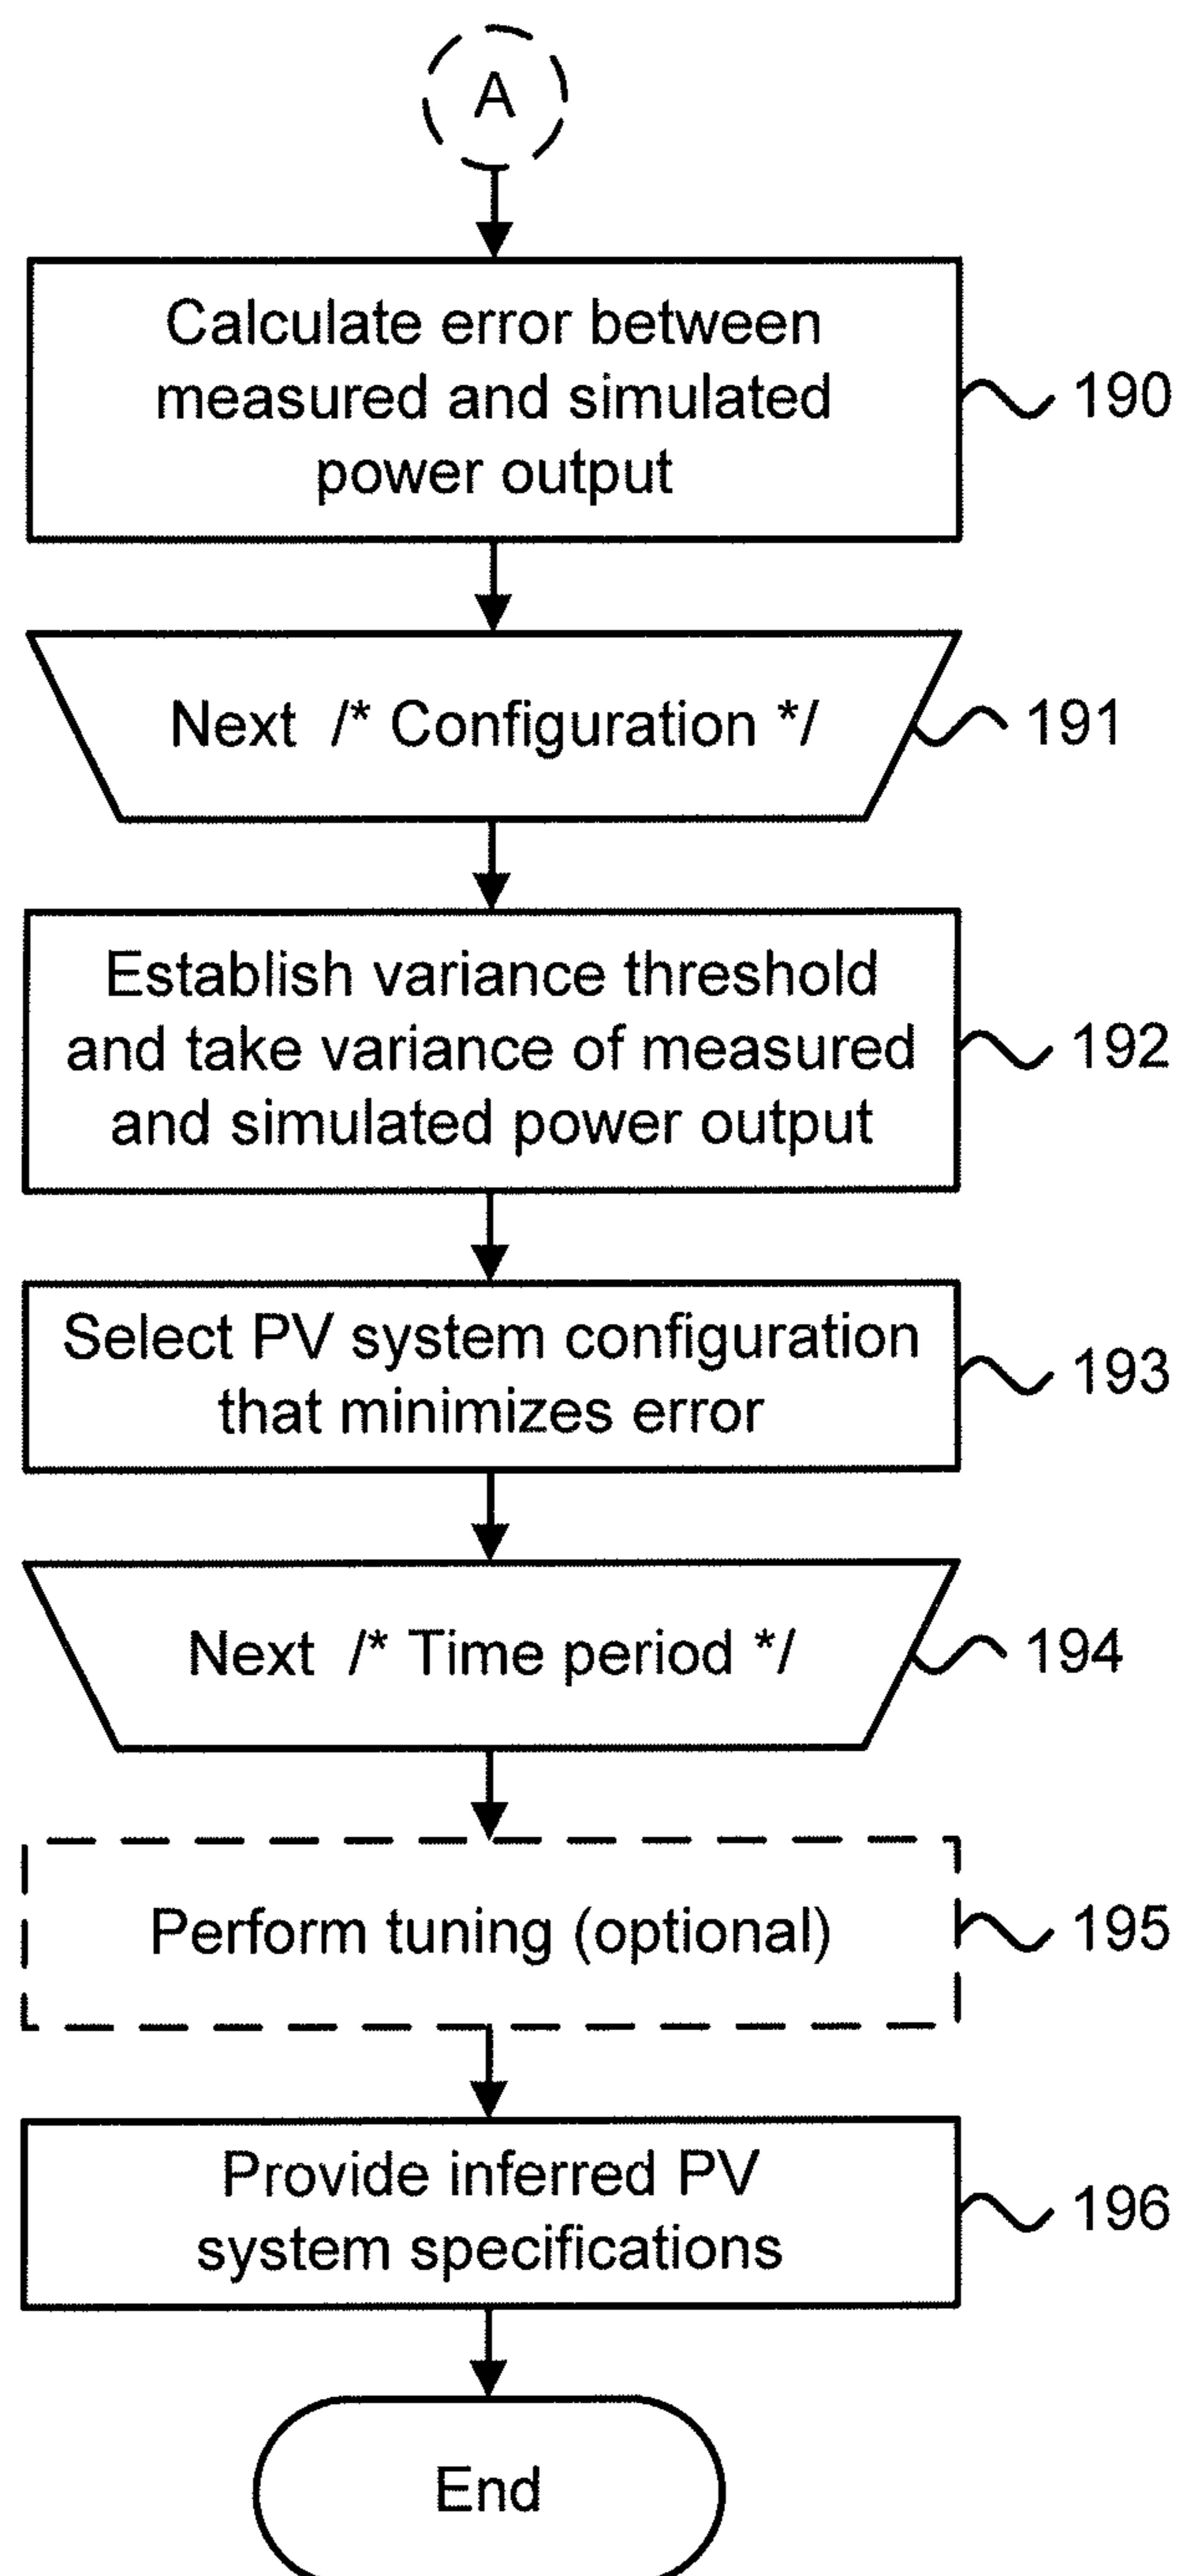 A
Calculate error between
measured and simulated
power output
190
Next /* Configuration */
191
Establish variance threshold
and take variance of measured
and simulated power output
192
Select PV system configuration
that minimizes error
193
Next /* Time period */
194
Perform tuning (optional)
195
Provide inferred PV
system specifications
196
End